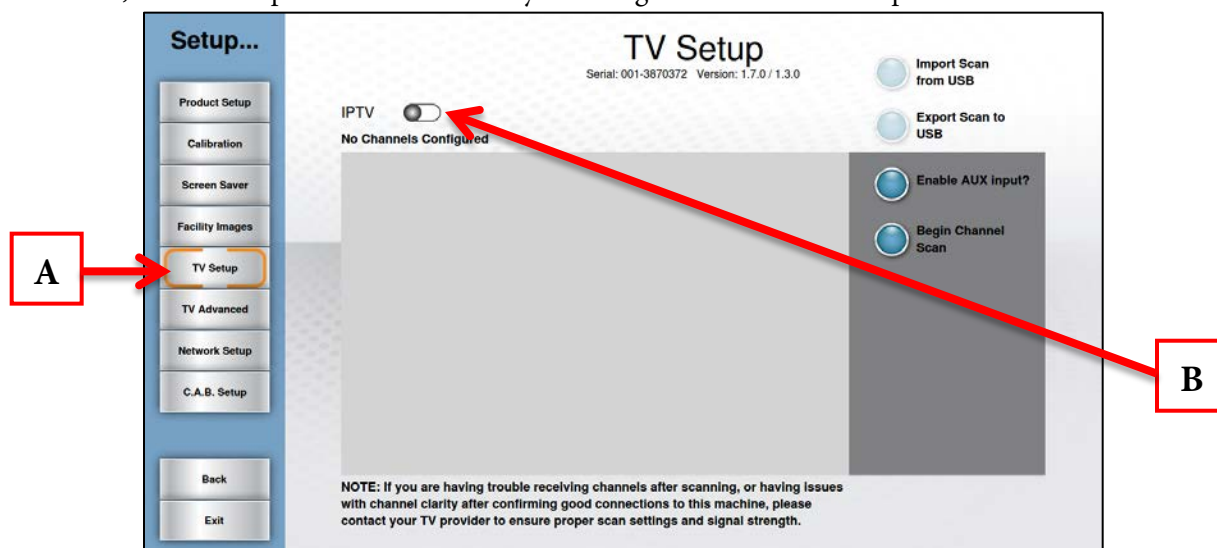 Setup...
Product Setup
Calibration
Screen Saver
Facility Images
TV Setup
TV Advanced
Network Setup
C.A.B. Setup
Back
Exit
TV Setup
Serial: 001-3870372 Version: 1.7.0 / 1.3.0
IPTV
No Channels Configured
Import Scan
from USB
Export Scan to
USB
Enable AUX input?
Begin Channel
Scan
NOTE: If you are having trouble receiving channels after scanning, or having issues
with channel clarity after confirming good connections to this machine, please
contact your TV provider to ensure proper scan settings and signal strength.
A
B